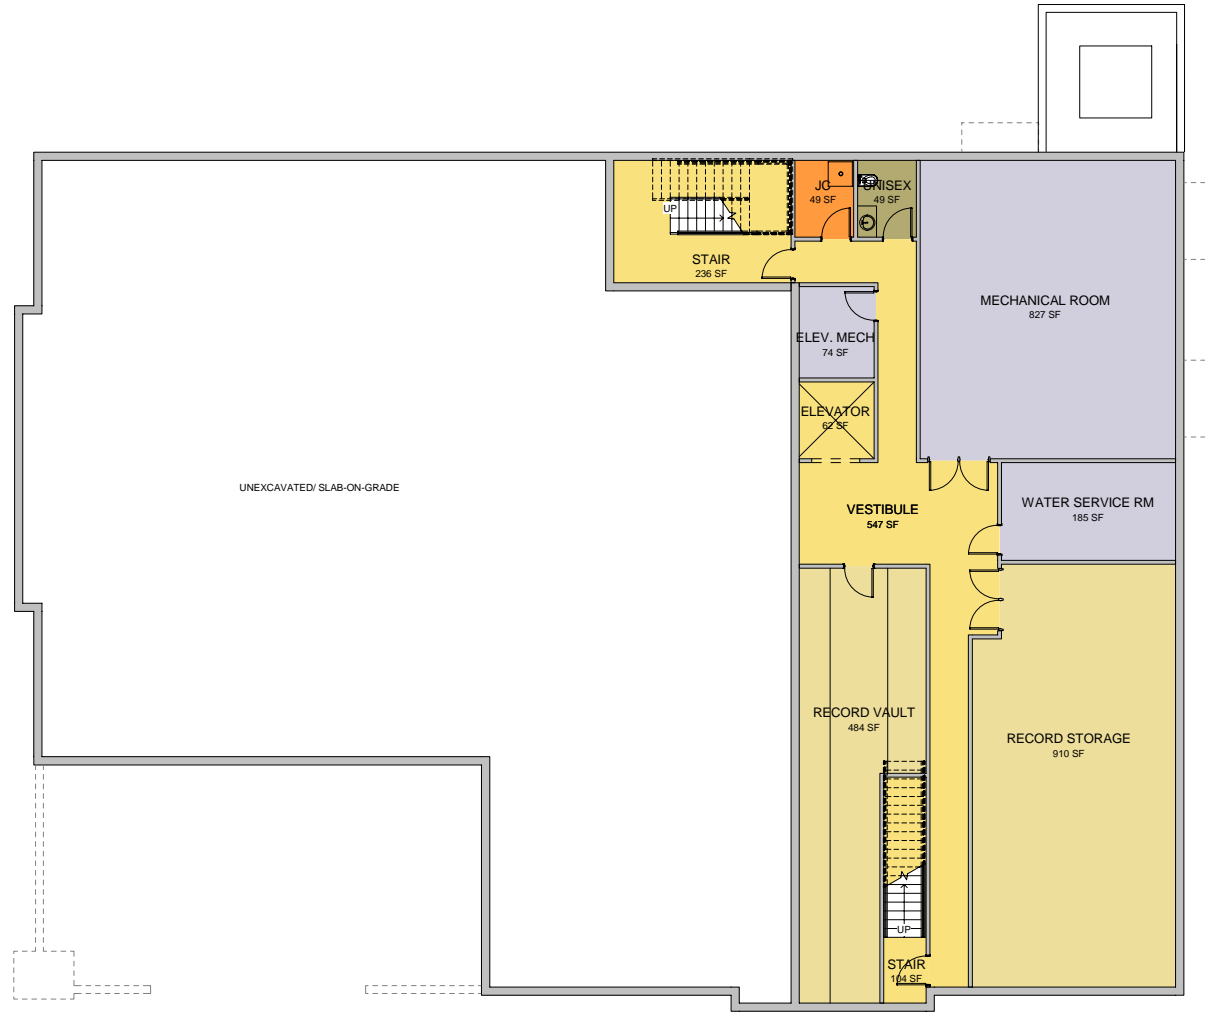 JC
49 SF
UNISEX
49 SF
UP
STAIR
236 SF
MECHANICAL ROOM
827 SF
ELEV. MECH
74 SF
ELEVATOR
62 SF
UNEXCAVATED/ SLAB-ON-GRADE
VESTIBULE
547 SF
WATER SERVICE RM
185 SF
RECORD VAULT
484 SF
RECORD STORAGE
910 SF
UP
STAIR
104 SF